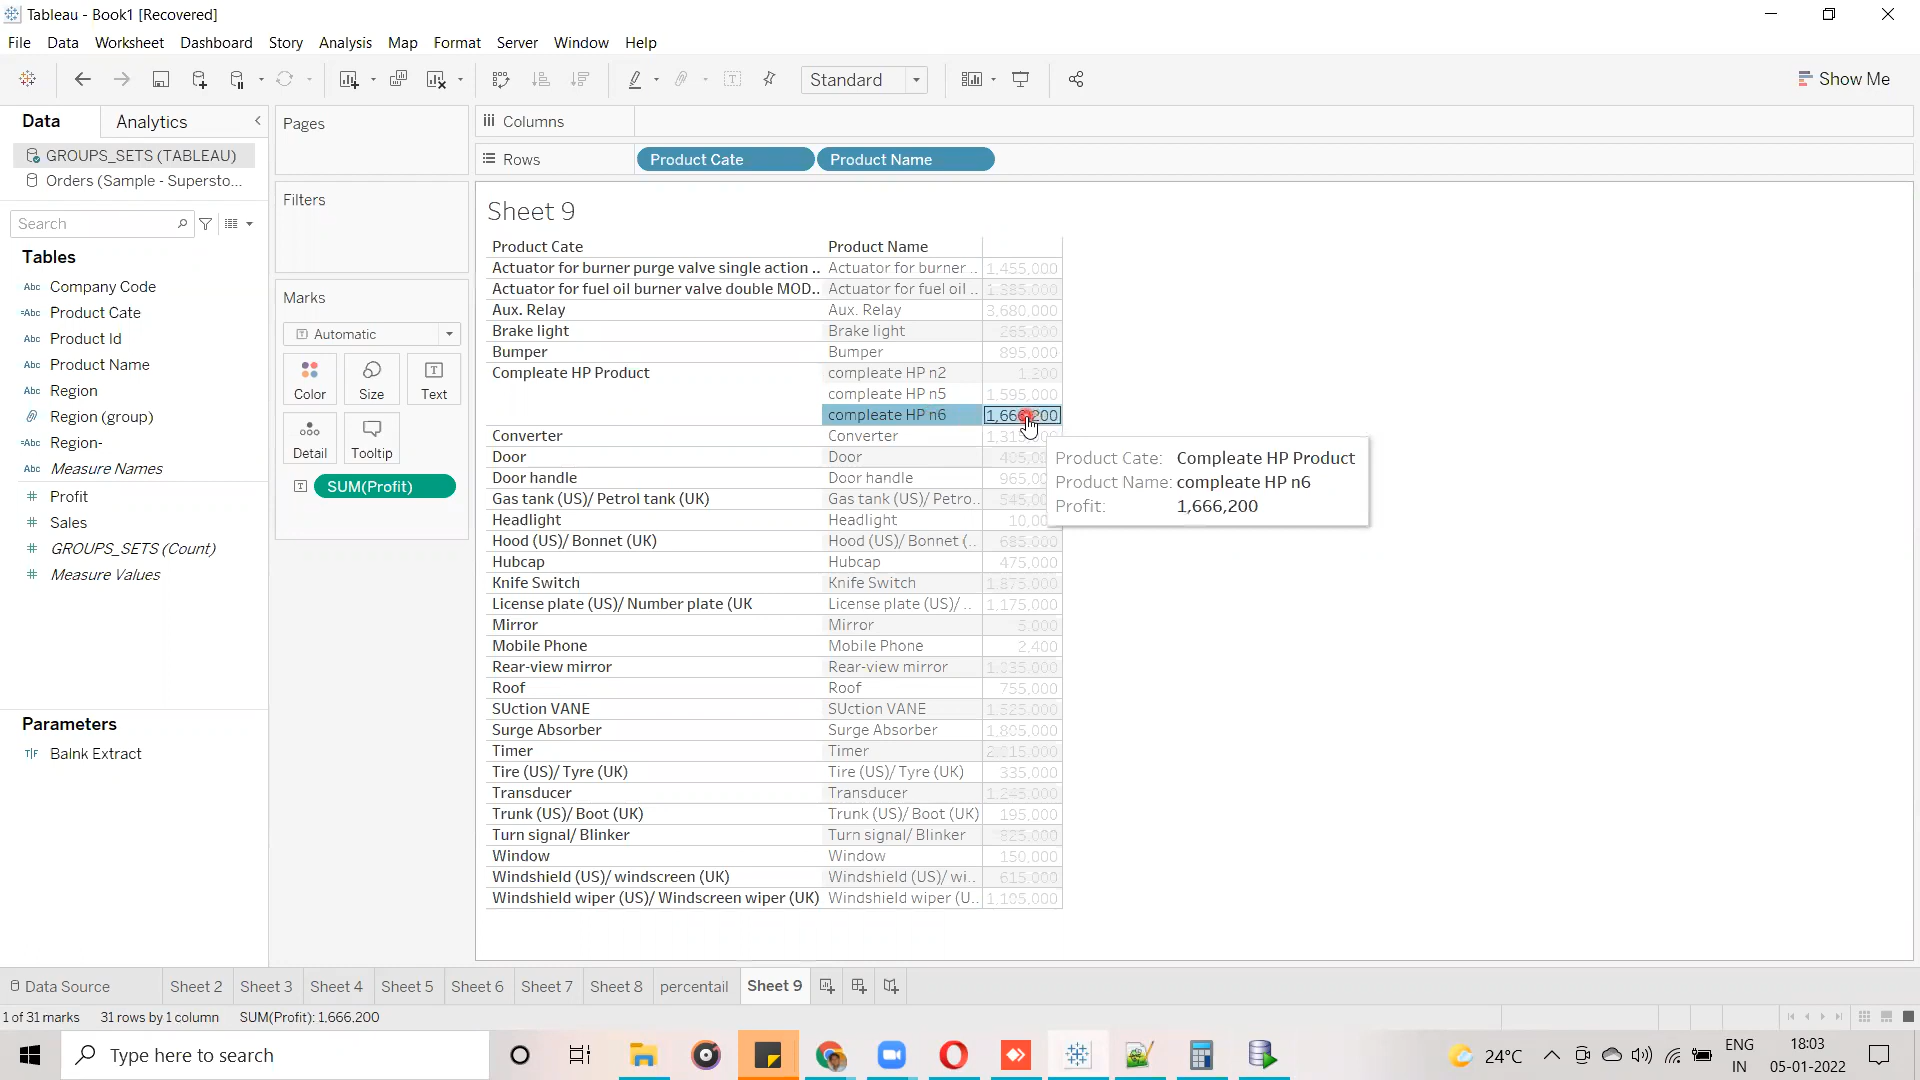 Tableau - Book1 [Recovered]
File Data Worksheet Dashboard Story Analysis Map Format Server Window Help
Standard
Show Me
Data Analytics
GROUPS_SETS (TABLEAU)
Orders (Sample - Supersto...
Search
Tables
Abc Company Code
=Abc Product Cate
Abc Product Id
Abc Product Name
Abc Region
Region (group)
=Abc Region-
Abc Measure Names
# Profit
# Sales
# GROUPS_SETS (Count)
# Measure Values
Parameters
Balnk Extract
Pages
Filters
Marks
Automatic
Color Size Text
Detail Tooltip
SUM(Profit)
Columns
Rows Product Cate Product Name
Sheet 9
Product Cate Product Name
Actuator for burner purge valve single action .. Actuator for burner .. 1,455,000
Actuator for fuel oil burner valve double MOD.. Actuator for fuel oil .. 1,385,000
Aux. Relay Aux. Relay 3,680,000
Brake light Brake light 265,000
Bumper Bumper 895,000
Compleate HP Product compleate HP n2 1,300
compleate HP n5 1,595,000
compleate HP n6
Converter Converter
Door Door
Door handle Door handle
Gas tank (US)/ Petrol tank (UK) Gas tank (US)/ Petro..
Headlight Headlight
Hood (US)/ Bonnet (UK) Hood (US)/ Bonnet (.. 685,000
Hubcap Hubcap 475,000
Knife Switch Knife Switch 1,875,000
License plate (US)/ Number plate (UK License plate (US)/ .. 1,175,000
Mirror Mirror 5,000
Mobile Phone Mobile Phone 2,400
Rear-view mirror Rear-view mirror 1,035,000
Roof Roof 755,000
SUction VANE SUction VANE 1,525,000
Surge Absorber Surge Absorber 1,805,000
Timer Timer
Tire (US)/ Tyre (UK) Tire (US)/ Tyre (UK) 335,000
Transducer Transducer 1,245,000
Trunk (US)/ Boot (UK) Trunk (US)/ Boot (UK) 195,000
Turn signal/ Blinker Turn signal/ Blinker 825,000
Window Window 150,000
Windshield (US)/ windscreen (UK) Windshield (US)/ wi.. 615,000
Windshield wiper (US)/ Windscreen wiper (UK) Windshield wiper (U..
Product Cate: Compleate HP Product
Product Name: compleate HP n6
Profit: 1,666,200
Data Source Sheet 2 Sheet 3 Sheet 4 Sheet 5 Sheet 6 Sheet 7 Sheet 8 percentail Sheet 9
1 of 31 marks 31 rows by 1 column SUM(Profit): 1,666,200
Type here to search
24°C
ENG
IN
18:03
05-01-2022